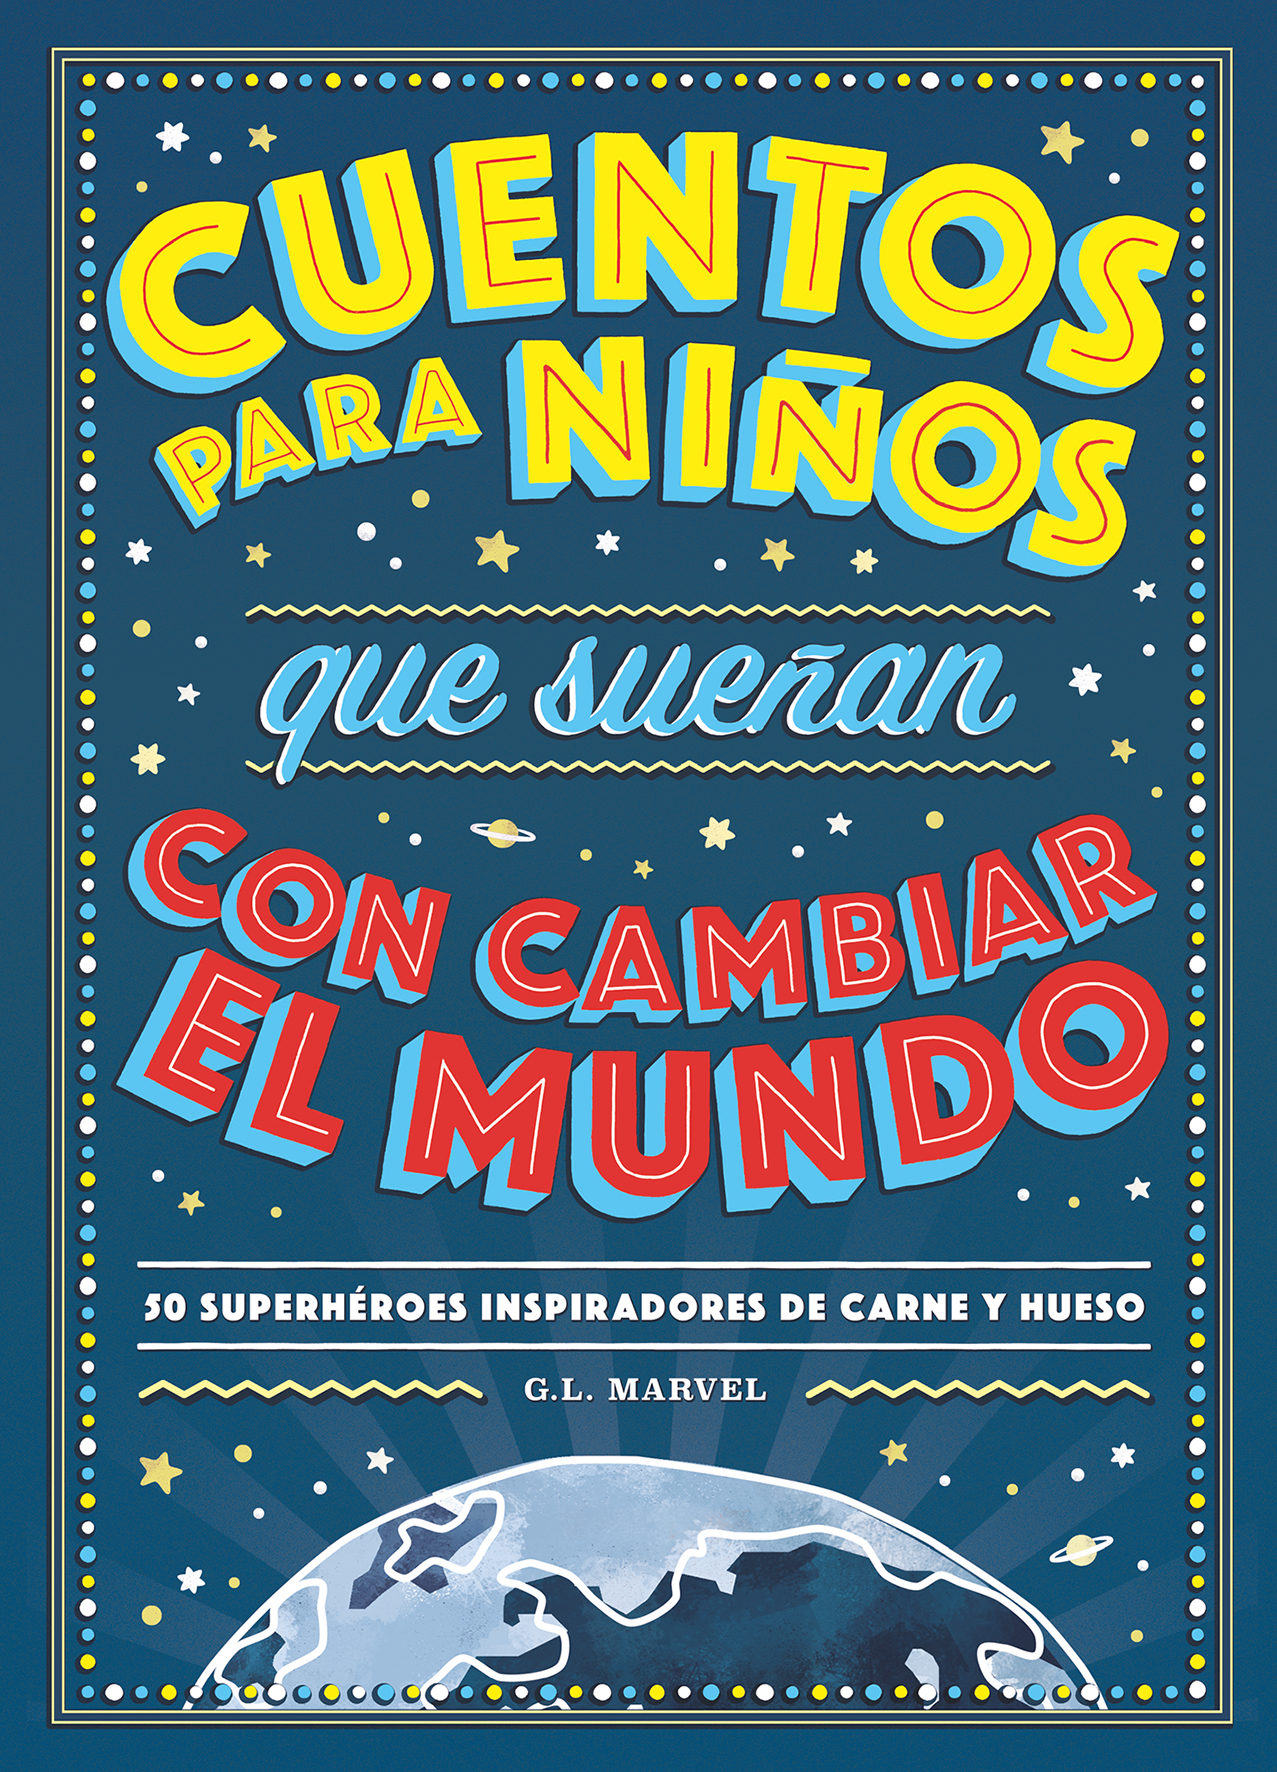 CUENTOS
PARA NIÑOS
que sueñan
CON CAMBIAR
EL MUNDO
50 SUPERHÉROES INSPIRADORES DE CARNE Y HUESO
G.L. MARVEL